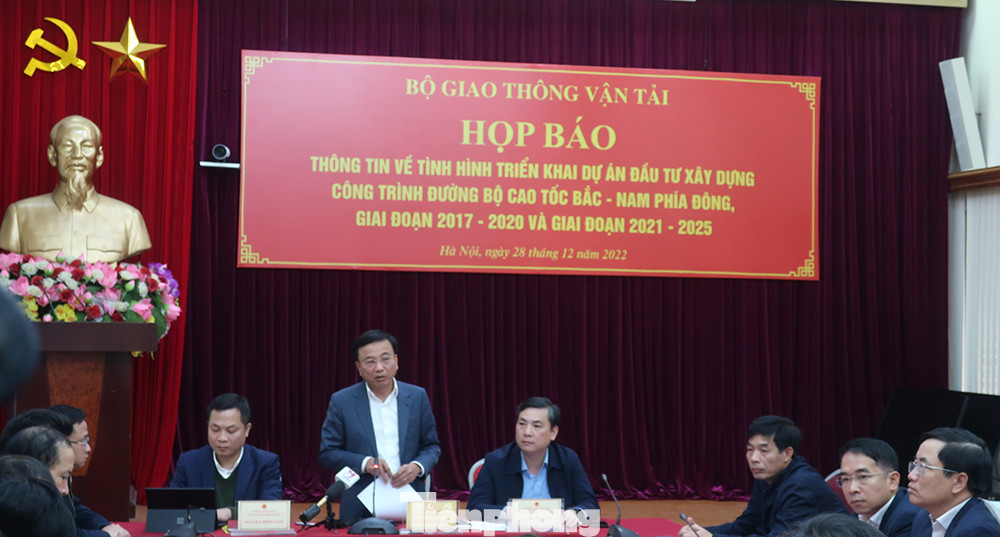 BỘ GIAO THÔNG VẬN TẢI
HỌP BÁO
THÔNG TIN VỀ TÌNH HÌNH TRIỂN KHAI DỰ ÁN ĐẦU TƯ XÂY DỰNG
CÔNG TRÌNH ĐƯỜNG BỘ CAO TỐC BẮC - NAM PHÍA ĐÔNG,
GIAI ĐOẠN 2017 - 2020 VÀ GIAI ĐOẠN 2021 - 2025
Hà Nội, ngày 28 tháng 12 năm 2022
tiền phong